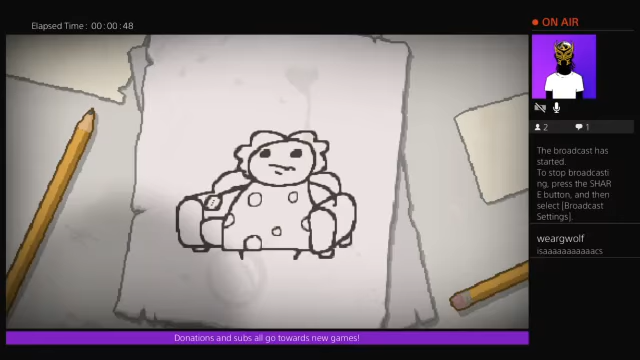 Elapsed Time : 00:00:48
ON AIR
2
1
The broadcast has
started.
To stop broadcasti
ng, press the SHAR
E button, and then
select [Broadcast
Settings].
weargwolf
isaaaaaaaaaacs
Donations and subs all go towards new games!